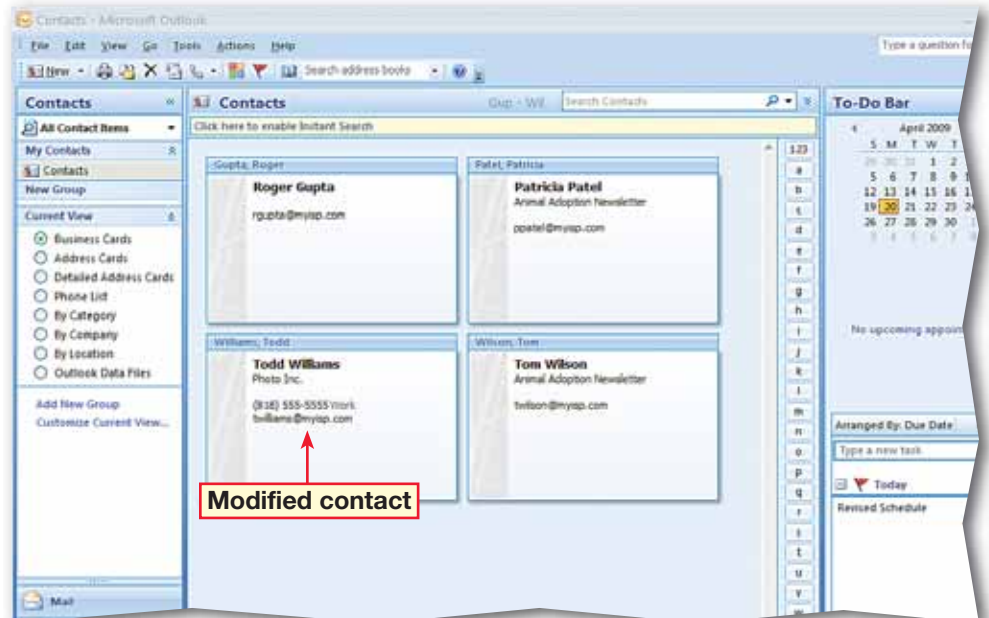 Contacts - Microsoft Outlook
File Edit View Go Tools Actions Help
Type a question fo
New
Search address books
Contacts
All Contact Items
My Contacts
Contacts
New Group
Current View
Business Cards
Address Cards
Detailed Address Cards
Phone List
By Category
By Company
By Location
Outlook Data Files
Add New Group
Customize Current View...
Mail
Contacts
Gup - Wil
Search Contacts
Click here to enable Instant Search
Gupta, Roger
Roger Gupta
rgupta@myisp.com
Patel, Patricia
Patricia Patel
Animal Adoption Newsletter
ppatel@myisp.com
Williams, Todd
Todd Williams
Photo Inc.
(818) 555-5555 Work
twilliams@myisp.com
Modified contact
Wilson, Tom
Tom Wilson
Animal Adoption Newsletter
twilson@myisp.com
123
a
b
c
d
e
f
g
h
i
j
k
l
m
n
o
p
q
r
s
t
u
v
w
To-Do Bar
April 2009
S M T W T
29 30 31 1 2
5 6 7 8 9
12 13 14 15 16
19 20 21 22 23
26 27 28 29 30
3 4 5 6 7
No upcoming appoin
Arranged By: Due Date
Type a new task
Today
Revised Schedule